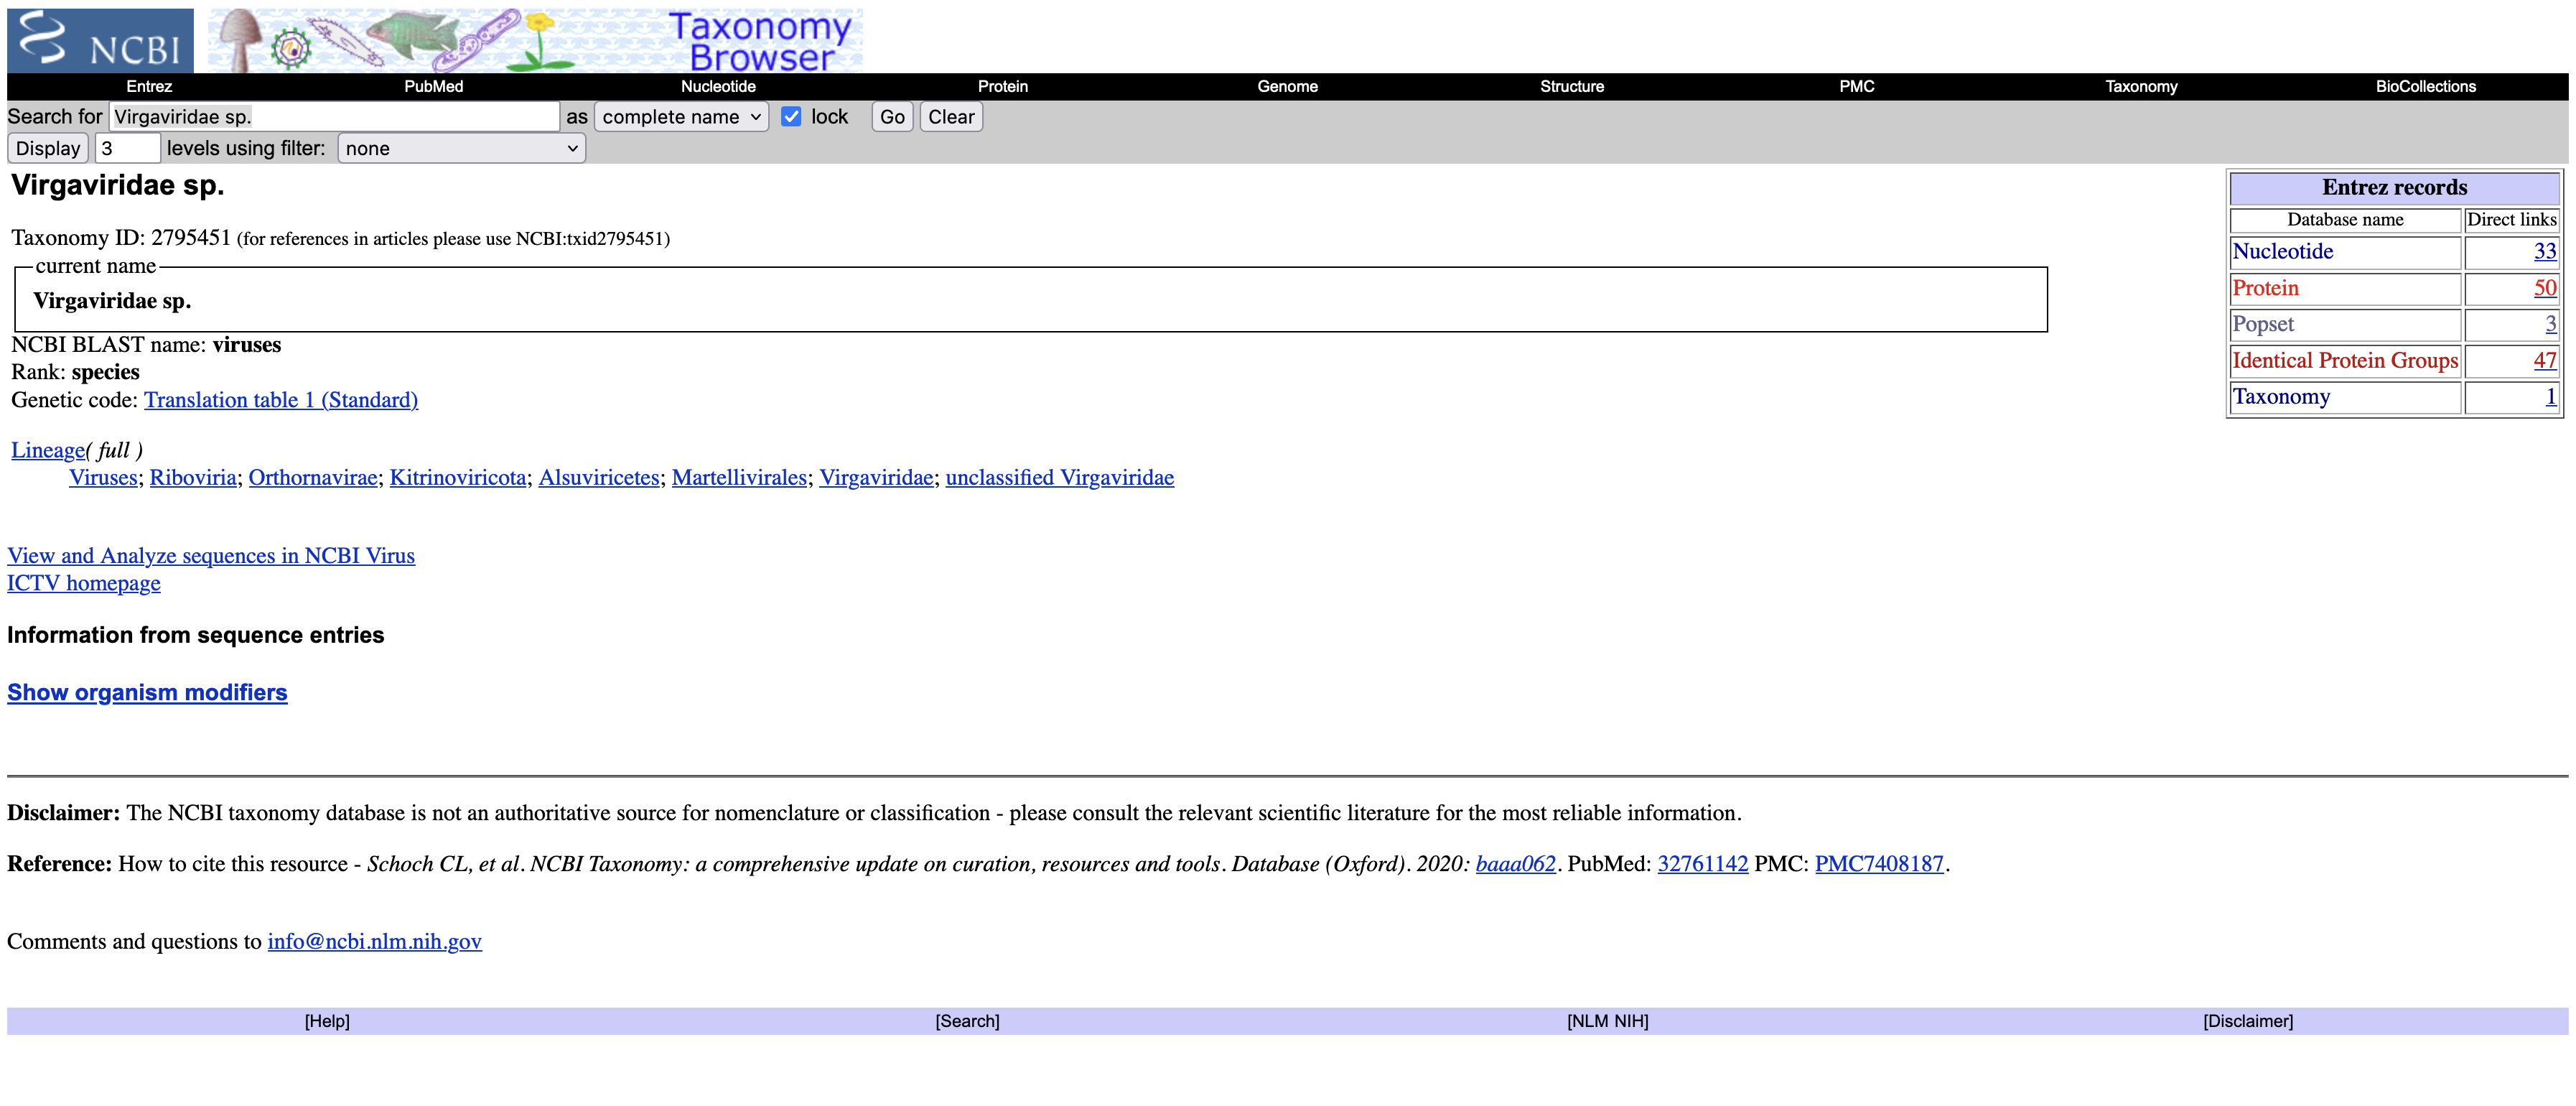 NCBI
Taxonomy
Browser
Entrez PubMed Nucleotide Protein Genome Structure PMC Taxonomy BioCollections
Search for Virgaviridae sp. as complete name lock Go Clear
Display 3 levels using filter: none
Virgaviridae sp.
Taxonomy ID: 2795451 (for references in articles please use NCBI:txid2795451)
current name
Virgaviridae sp.
NCBI BLAST name: viruses
Rank: species
Genetic code: Translation table 1 (Standard)
Lineage( full )
Viruses; Riboviria; Orthornavirae; Kitrinoviricota; Alsuviricetes; Martellivirales; Virgaviridae; unclassified Virgaviridae
Entrez records
Database name Direct links
Nucleotide 33
Protein 50
Popset 3
Identical Protein Groups 47
Taxonomy 1
View and Analyze sequences in NCBI Virus
ICTV homepage
Information from sequence entries
Show organism modifiers
Disclaimer: The NCBI taxonomy database is not an authoritative source for nomenclature or classification - please consult the relevant scientific literature for the most reliable information.
Reference: How to cite this resource - Schoch CL, et al. NCBI Taxonomy: a comprehensive update on curation, resources and tools. Database (Oxford). 2020: baaa062. PubMed: 32761142 PMC: PMC7408187.
Comments and questions to info@ncbi.nlm.nih.gov
[Help] [Search] [NLM NIH] [Disclaimer]